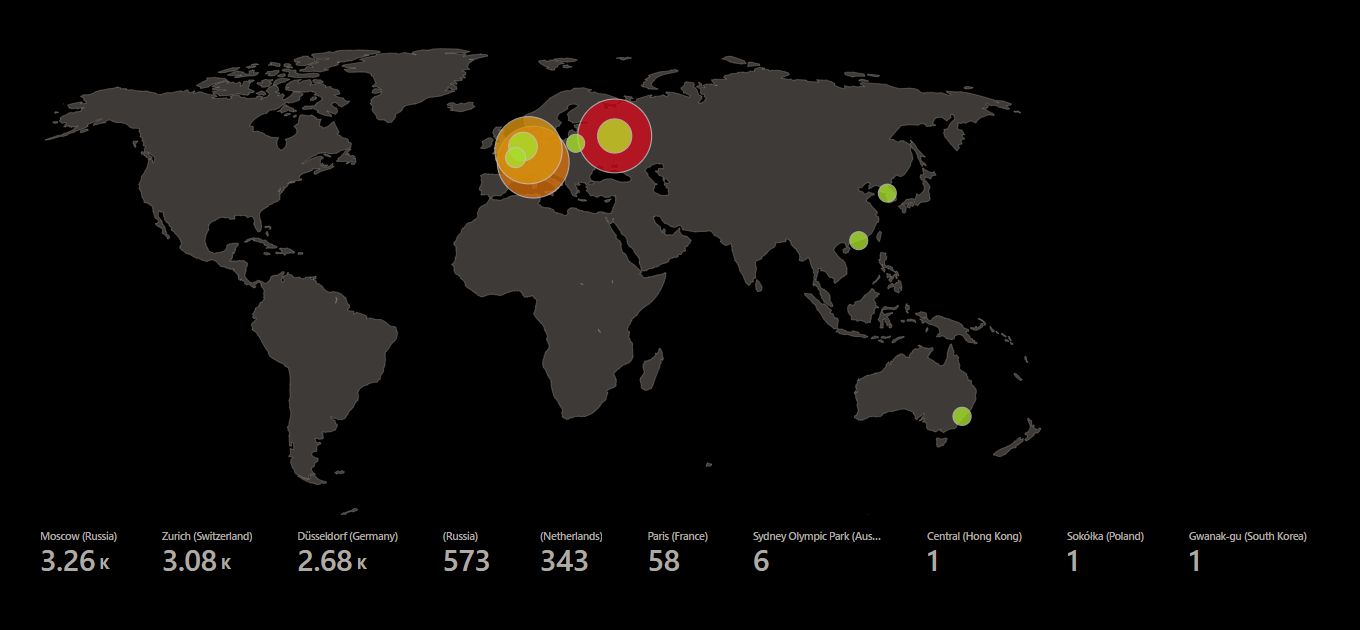 Moscow (Russia) Zurich (Switzerland) Düsseldorf (Germany) (Russia) (Netherlands) Paris (France) Sydney Olympic Park (Aus... Central (Hong Kong) Sokółka (Poland) Gwanak-gu (South Korea)
3.26 K 3.08 K 2.68 K 573 343 58 6 1 1 1